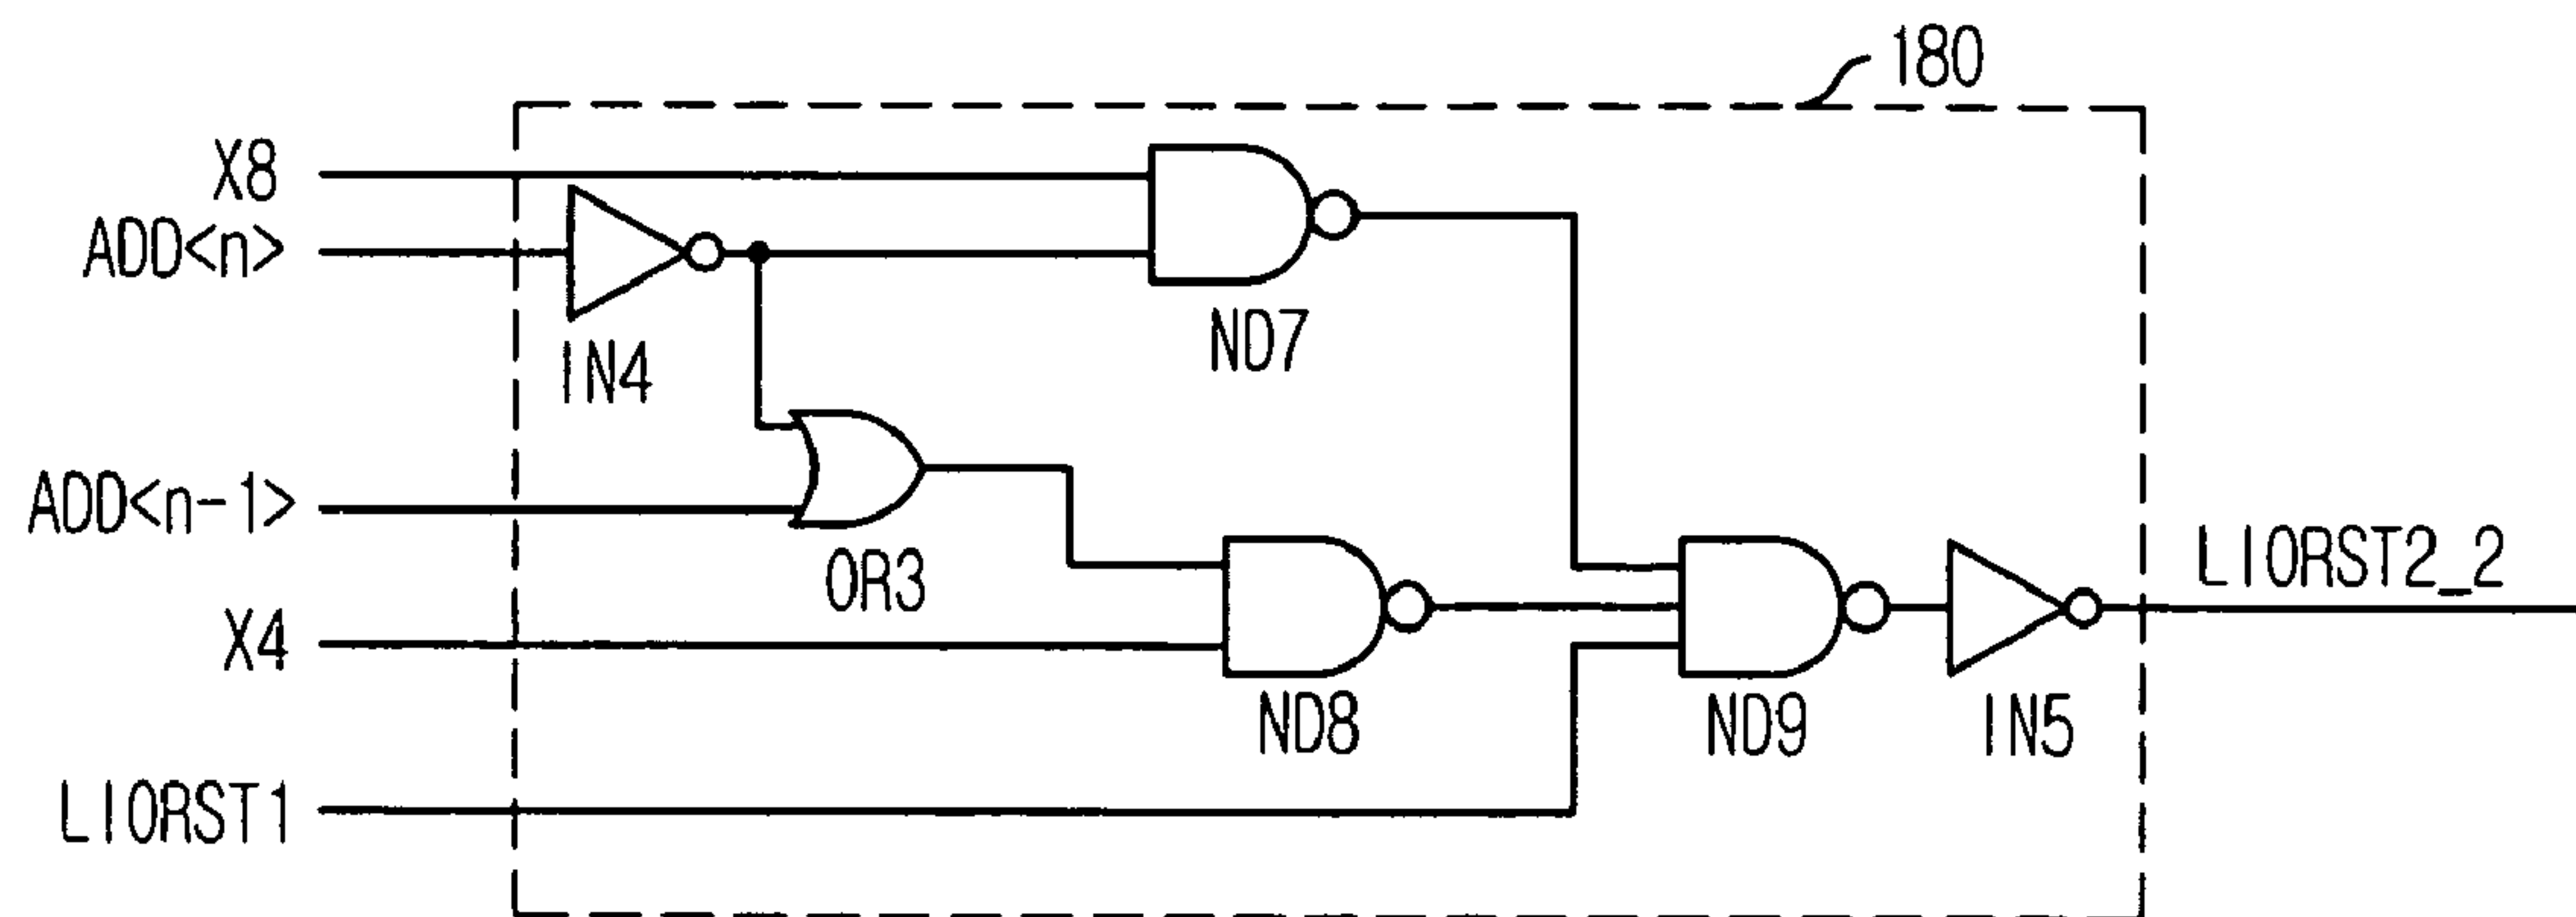 180
X8
ADD<n>
ND7
IN4
ADD<n-1>
OR3
LIORST2_2
X4
ND8
ND9
IN5
LIORST1